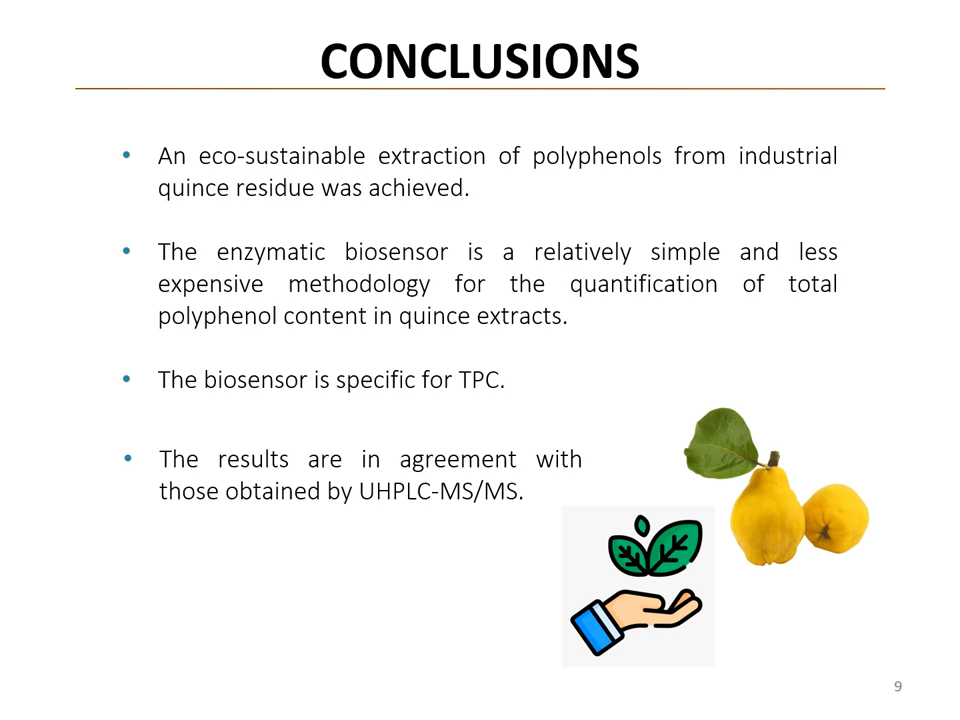 CONCLUSIONS
• An eco-sustainable extraction of polyphenols from industrial
quince residue was achieved.
• The enzymatic biosensor is a relatively simple and less
expensive methodology for the quantification of total
polyphenol content in quince extracts.
• The biosensor is specific for TPC.
• The results are in agreement with
those obtained by UHPLC-MS/MS.
9